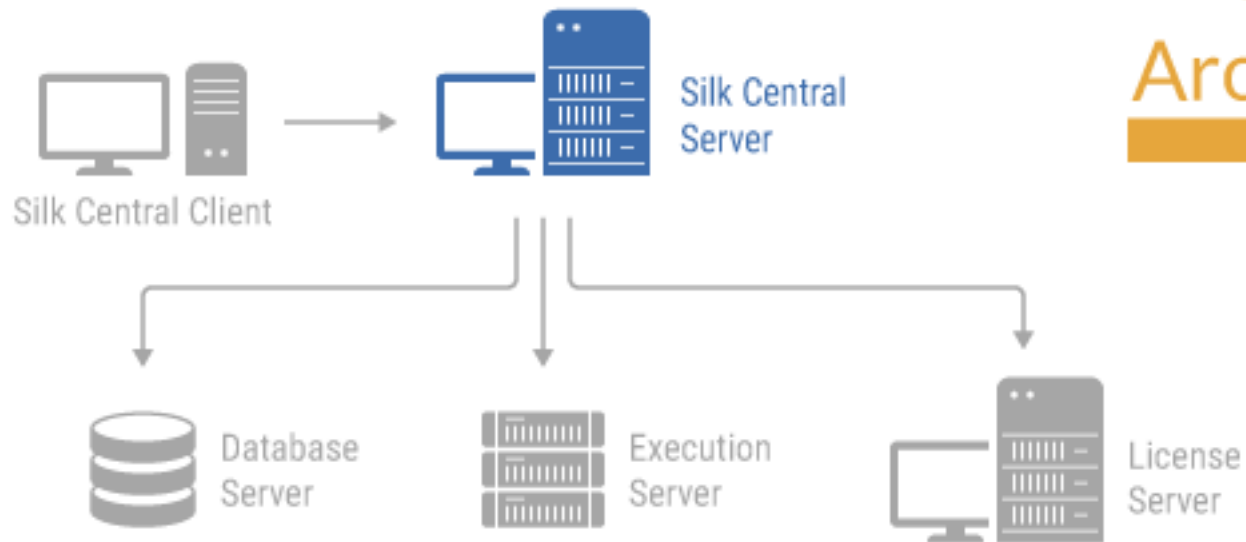 Silk Central
Server
Silk Central Client
Database
Server
Execution
Server
License
Server